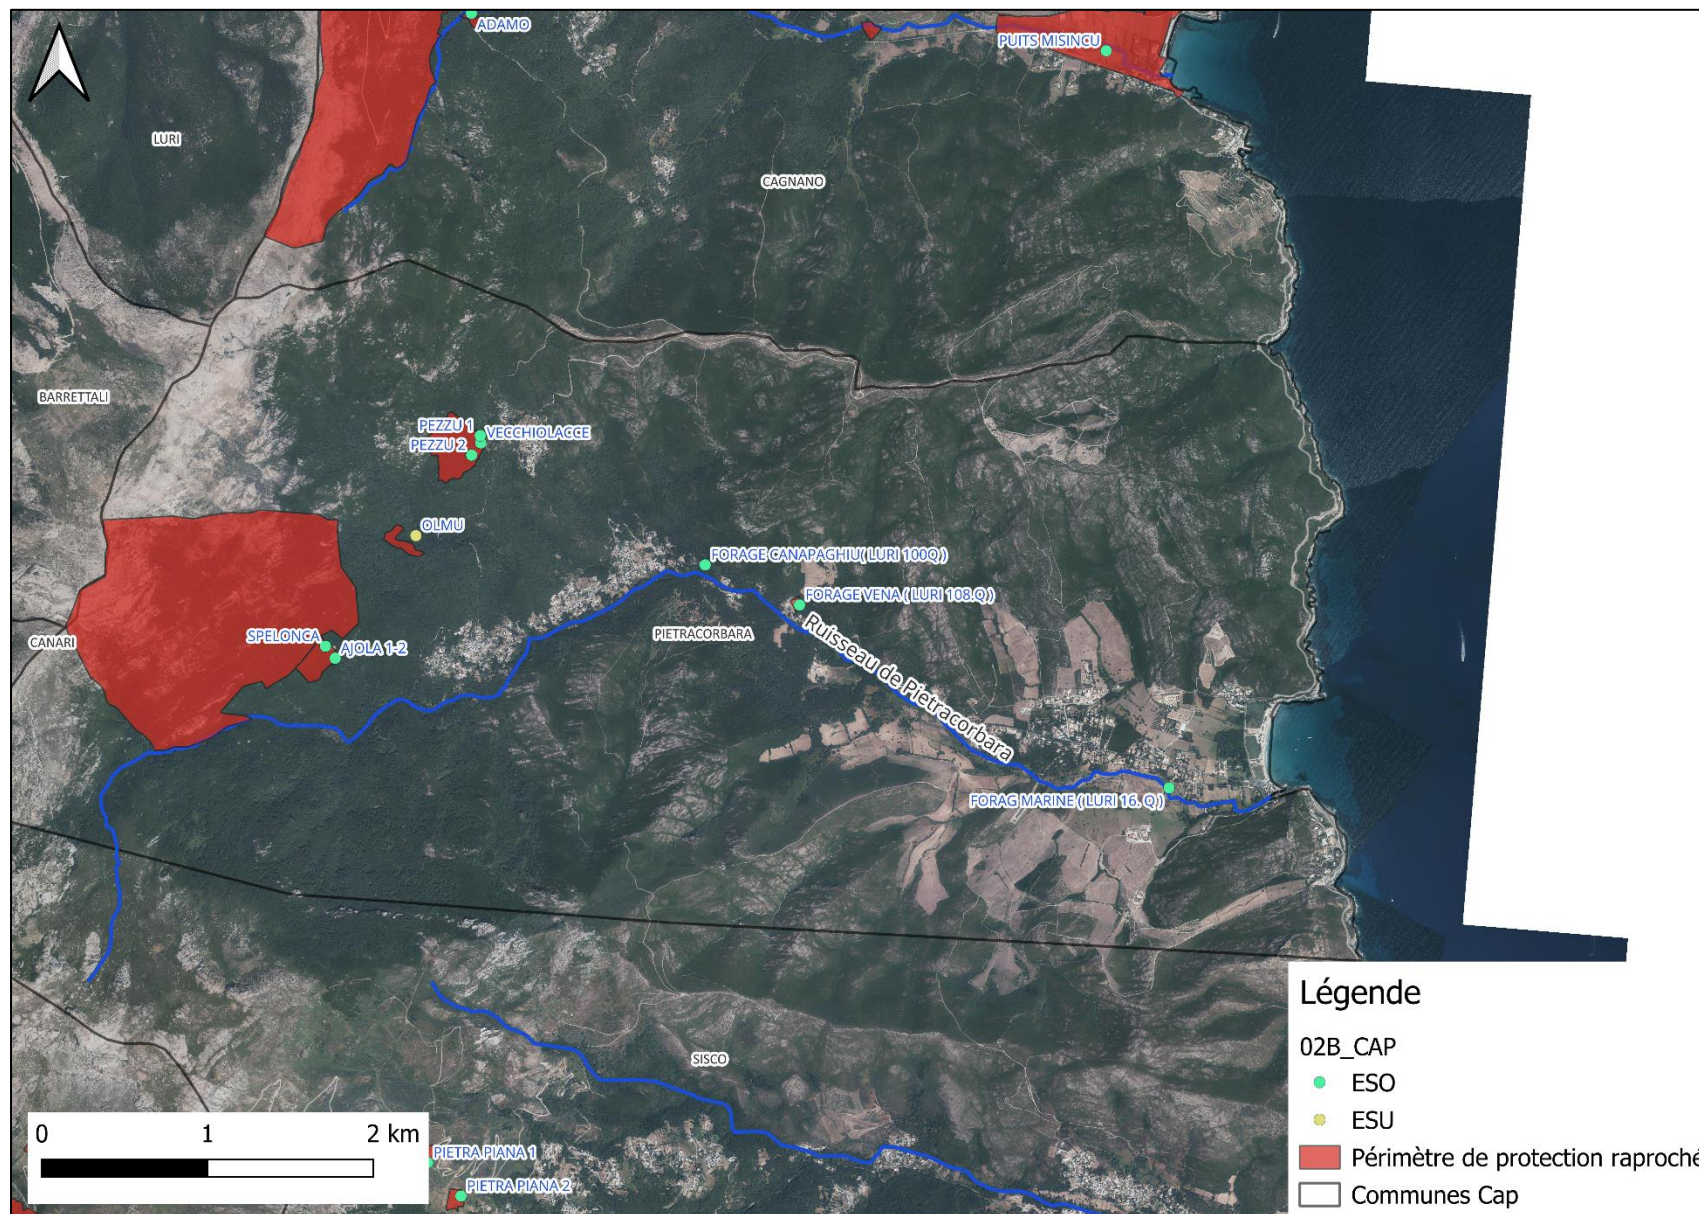 ADAMO
PUITS MISINCU
LURI
CAGNANO
BARRETTALI
PEZZU 1
VECCHIOLACCE
PEZZU 2
OLMU
FORAGE CANAPAGHIU( LURI 100Q )
FORAGE VENA ( LURI 108.Q )
SPELONCA
AJOLA 1-2
CANARI
PIETRACORBARA
Ruisseau de Pietracorbara
FORAG MARINE ( LURI 16. Q )
SISCO
PIETRA PIANA 1
PIETRA PIANA 2
0 1 2 km
Légende
02B_CAP
ESO
ESU
Périmètre de protection raproché
Communes Cap